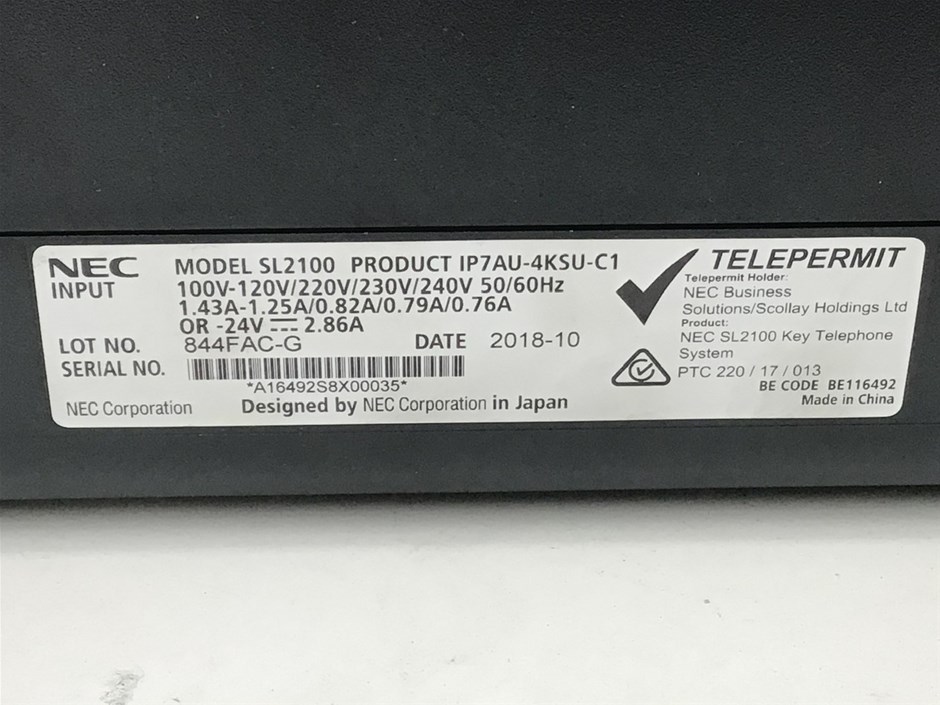 NEC MODEL SL2100 PRODUCT IP7AU-4KSU-C1
INPUT 100V-120V/220V/230V/240V 50/60Hz
1.43A-1.25A/0.82A/0.79A/0.76A
OR -24V ⎓ 2.86A
LOT NO. 844FAC-G DATE 2018-10
SERIAL NO.
*A16492S8X00035*
NEC Corporation Designed by NEC Corporation in Japan
TELEPERMIT
Telepermit Holder:
NEC Business
Solutions/Scollay Holdings Ltd
Product:
NEC SL2100 Key Telephone
System
PTC 220 / 17 / 013
BE CODE BE116492
Made in China